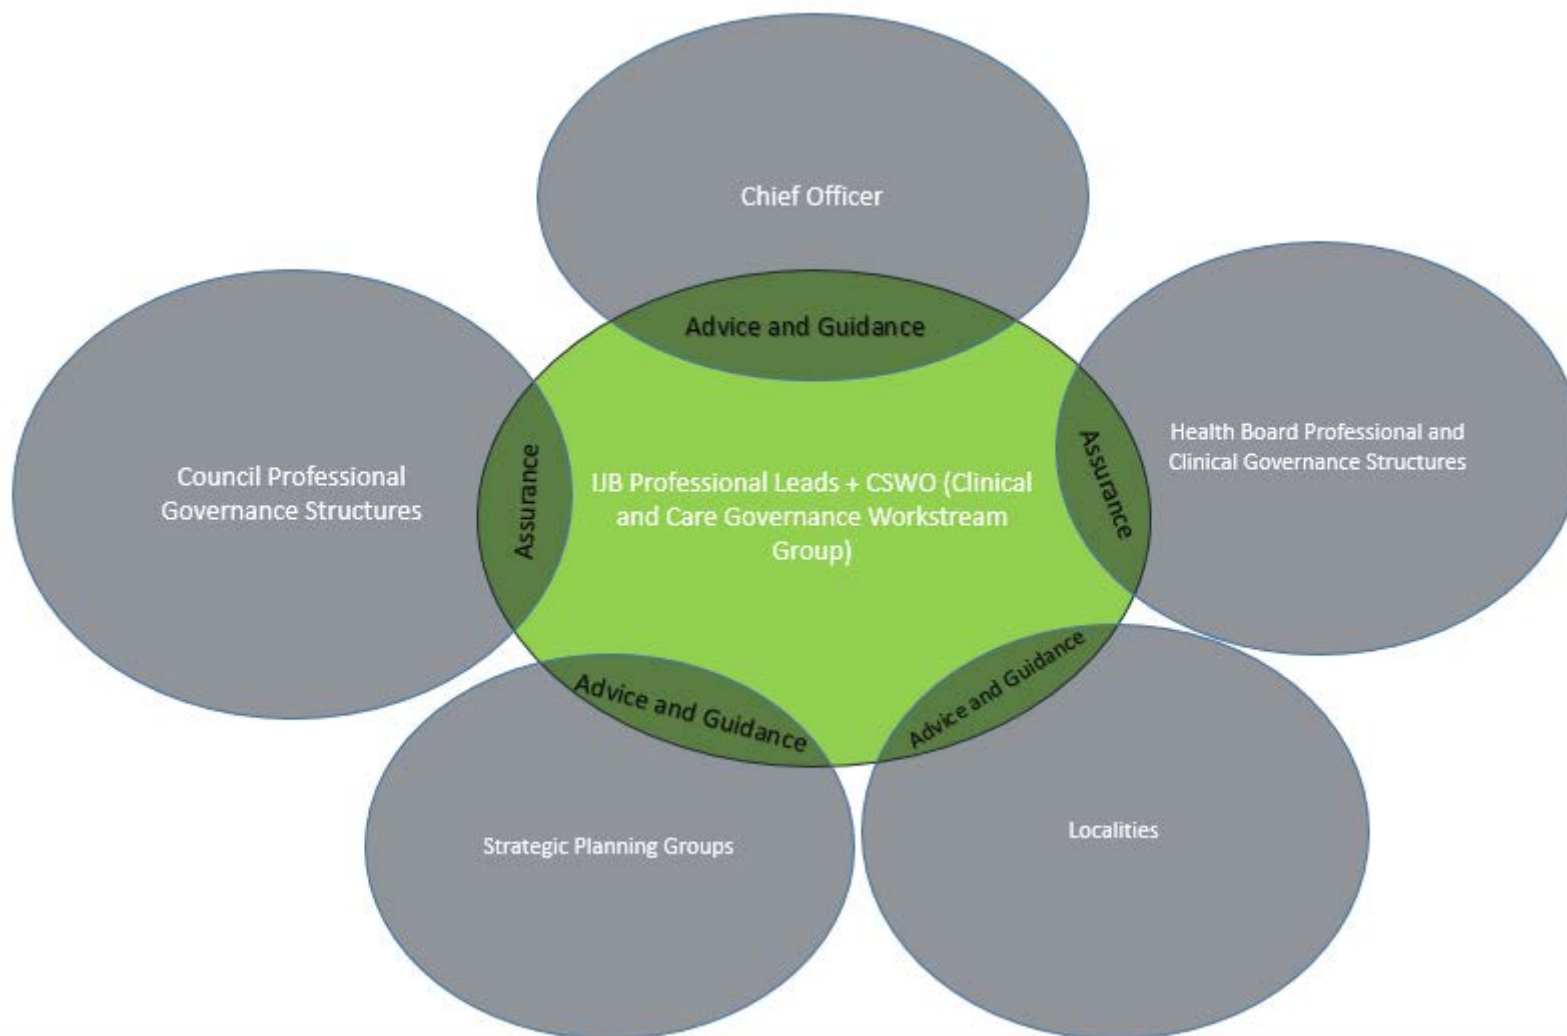 Chief Officer
Advice and Guidance
Council Professional
Governance Structures
Assurance
IJB Professional Leads + CSWO (Clinical
and Care Governance Workstream
Group)
Assurance
Health Board Professional and
Clinical Governance Structures
Advice and Guidance
Strategic Planning Groups
Advice and Guidance
Localities